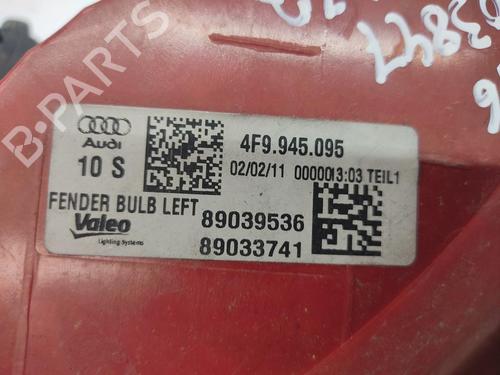 Audi
10 S
4F9.945.095
02/02/11 0000013:03 TEIL1
FENDER BULB LEFT
89039536
Valeo
Lighting Systems
89033741
B-PARTS